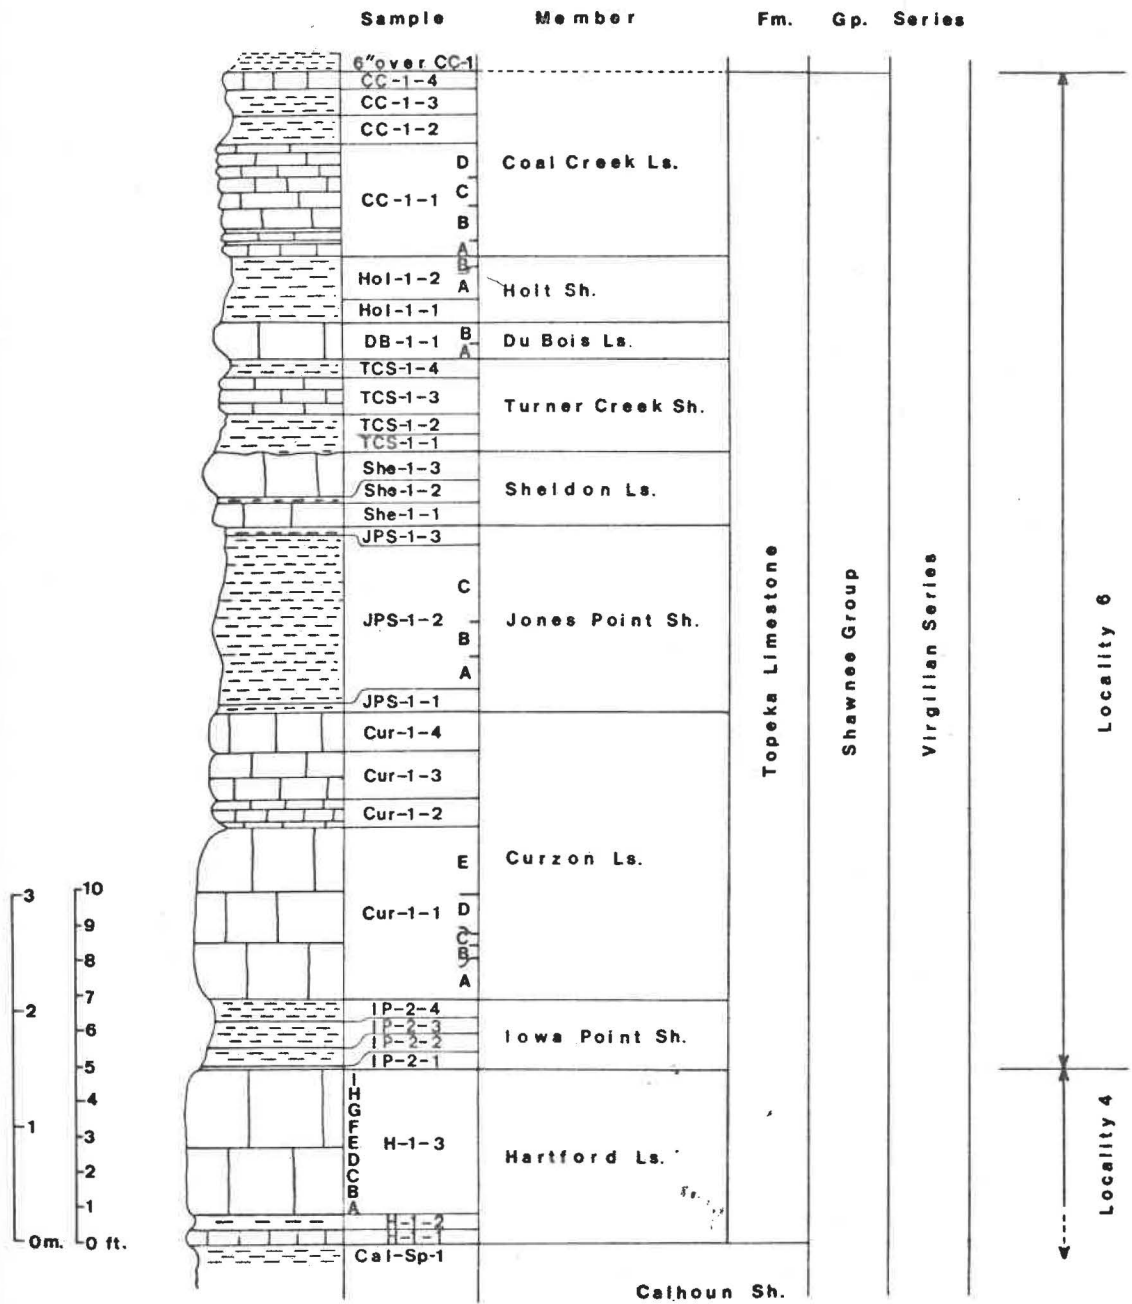 Sample Member Fm. Gp. Series
6"over CC-1
CC-1-4
CC-1-3
CC-1-2
CC-1-1
D
C
B
A
Coal Creek Ls.
Hol-1-2
B
A
Hol-1-1
Holt Sh.
DB-1-1
B
A
Du Bois Ls.
TCS-1-4
TCS-1-3
TCS-1-2
TCS-1-1
Turner Creek Sh.
She-1-3
She-1-2
She-1-1
Sheldon Ls.
JPS-1-3
JPS-1-2
C
B
A
JPS-1-1
Jones Point Sh.
Cur-1-4
Cur-1-3
Cur-1-2
Cur-1-1
E
D
C
B
A
Curzon Ls.
IP-2-4
IP-2-3
IP-2-2
IP-2-1
Iowa Point Sh.
I
H
G
F
E
D
C
B
A
H-1-3
H-1-2
H-1-1
Hartford Ls.
Cal-Sp-1
Calhoun Sh.
Topeka Limestone
Shawnee Group
Virgilian Series
Locality 6
Locality 4
3
2
1
0m.
10
9
8
7
6
5
4
3
2
1
0 ft.